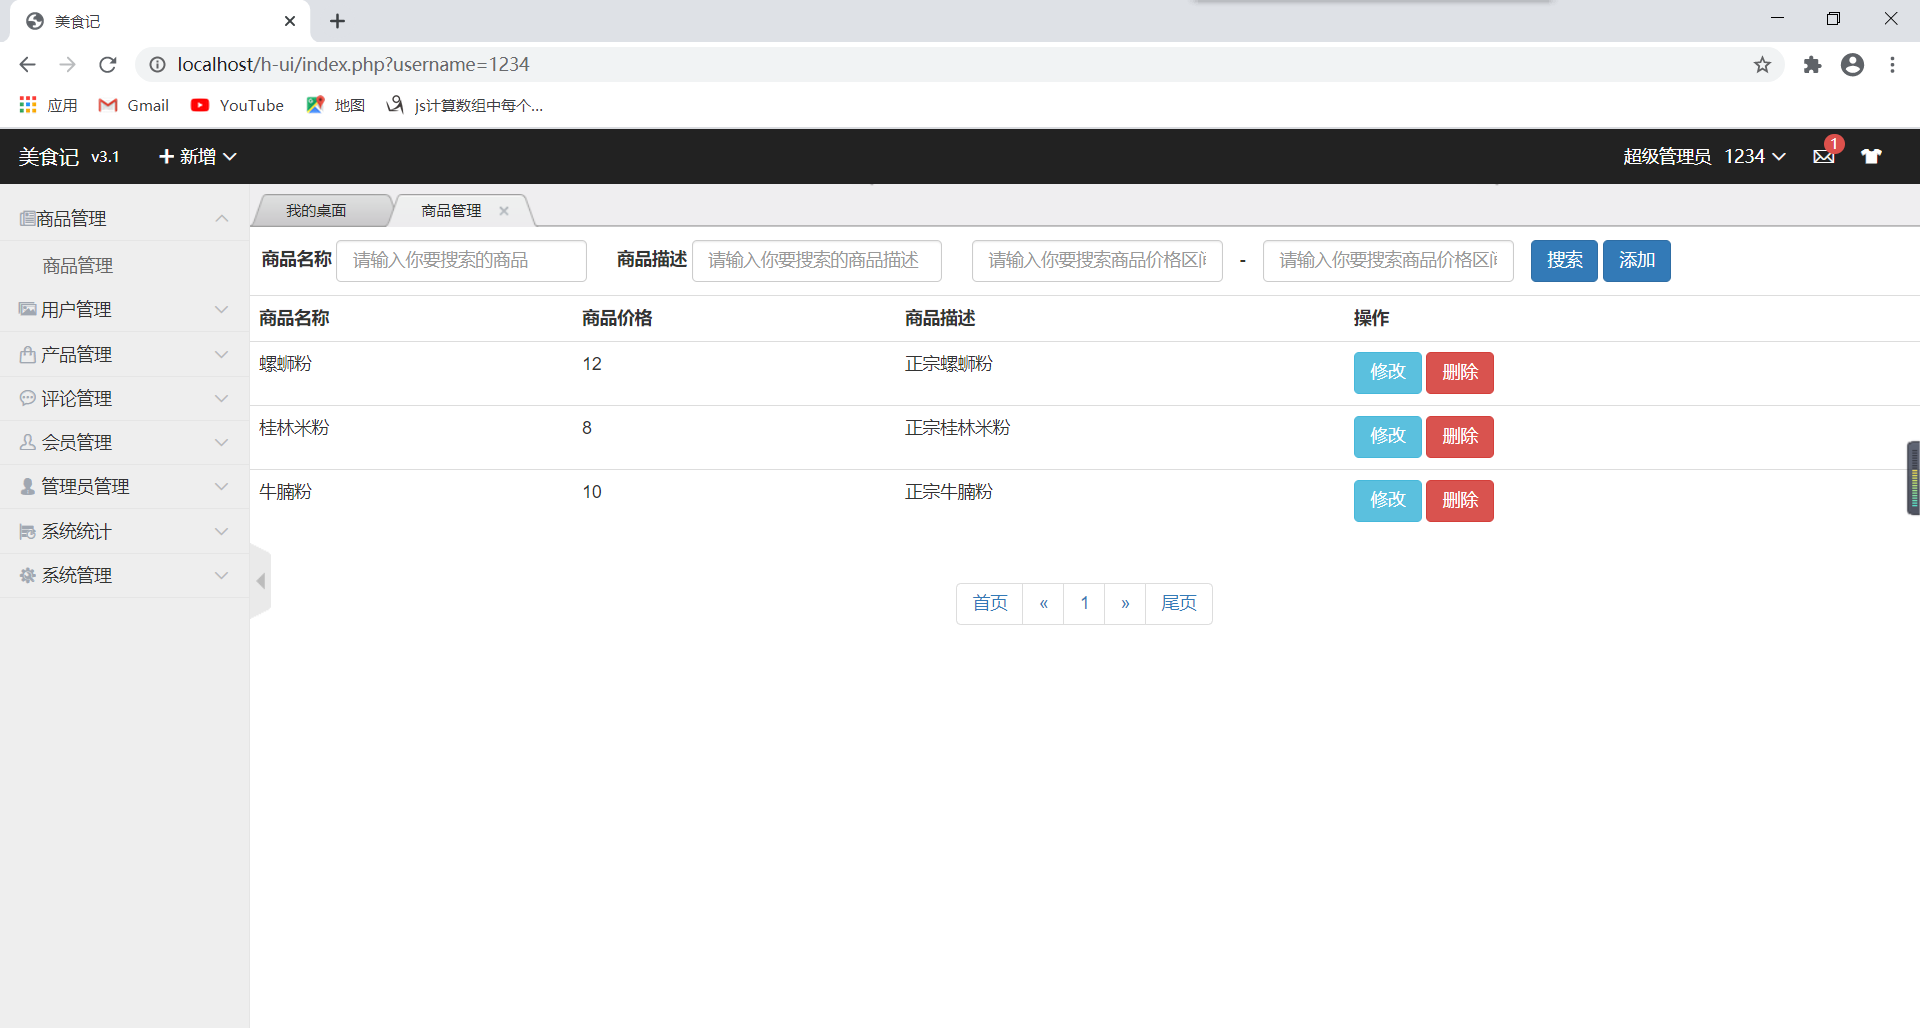 美食记
localhost/h-ui/index.php?username=1234
应用 Gmail YouTube 地图 js计算数组中每个...
美食记 v3.1 新增 超级管理员 1234 1
我的桌面 商品管理
商品管理
商品管理
用户管理
产品管理
评论管理
会员管理
管理员管理
系统统计
系统管理
商品名称 请输入你要搜索的商品 商品描述 请输入你要搜索的商品描述 请输入你要搜索商品价格区 - 请输入你要搜索商品价格区 搜索 添加
商品名称 商品价格 商品描述 操作
螺蛳粉 12 正宗螺蛳粉 修改 删除
桂林米粉 8 正宗桂林米粉 修改 删除
牛腩粉 10 正宗牛腩粉 修改 删除
首页 « 1 » 尾页